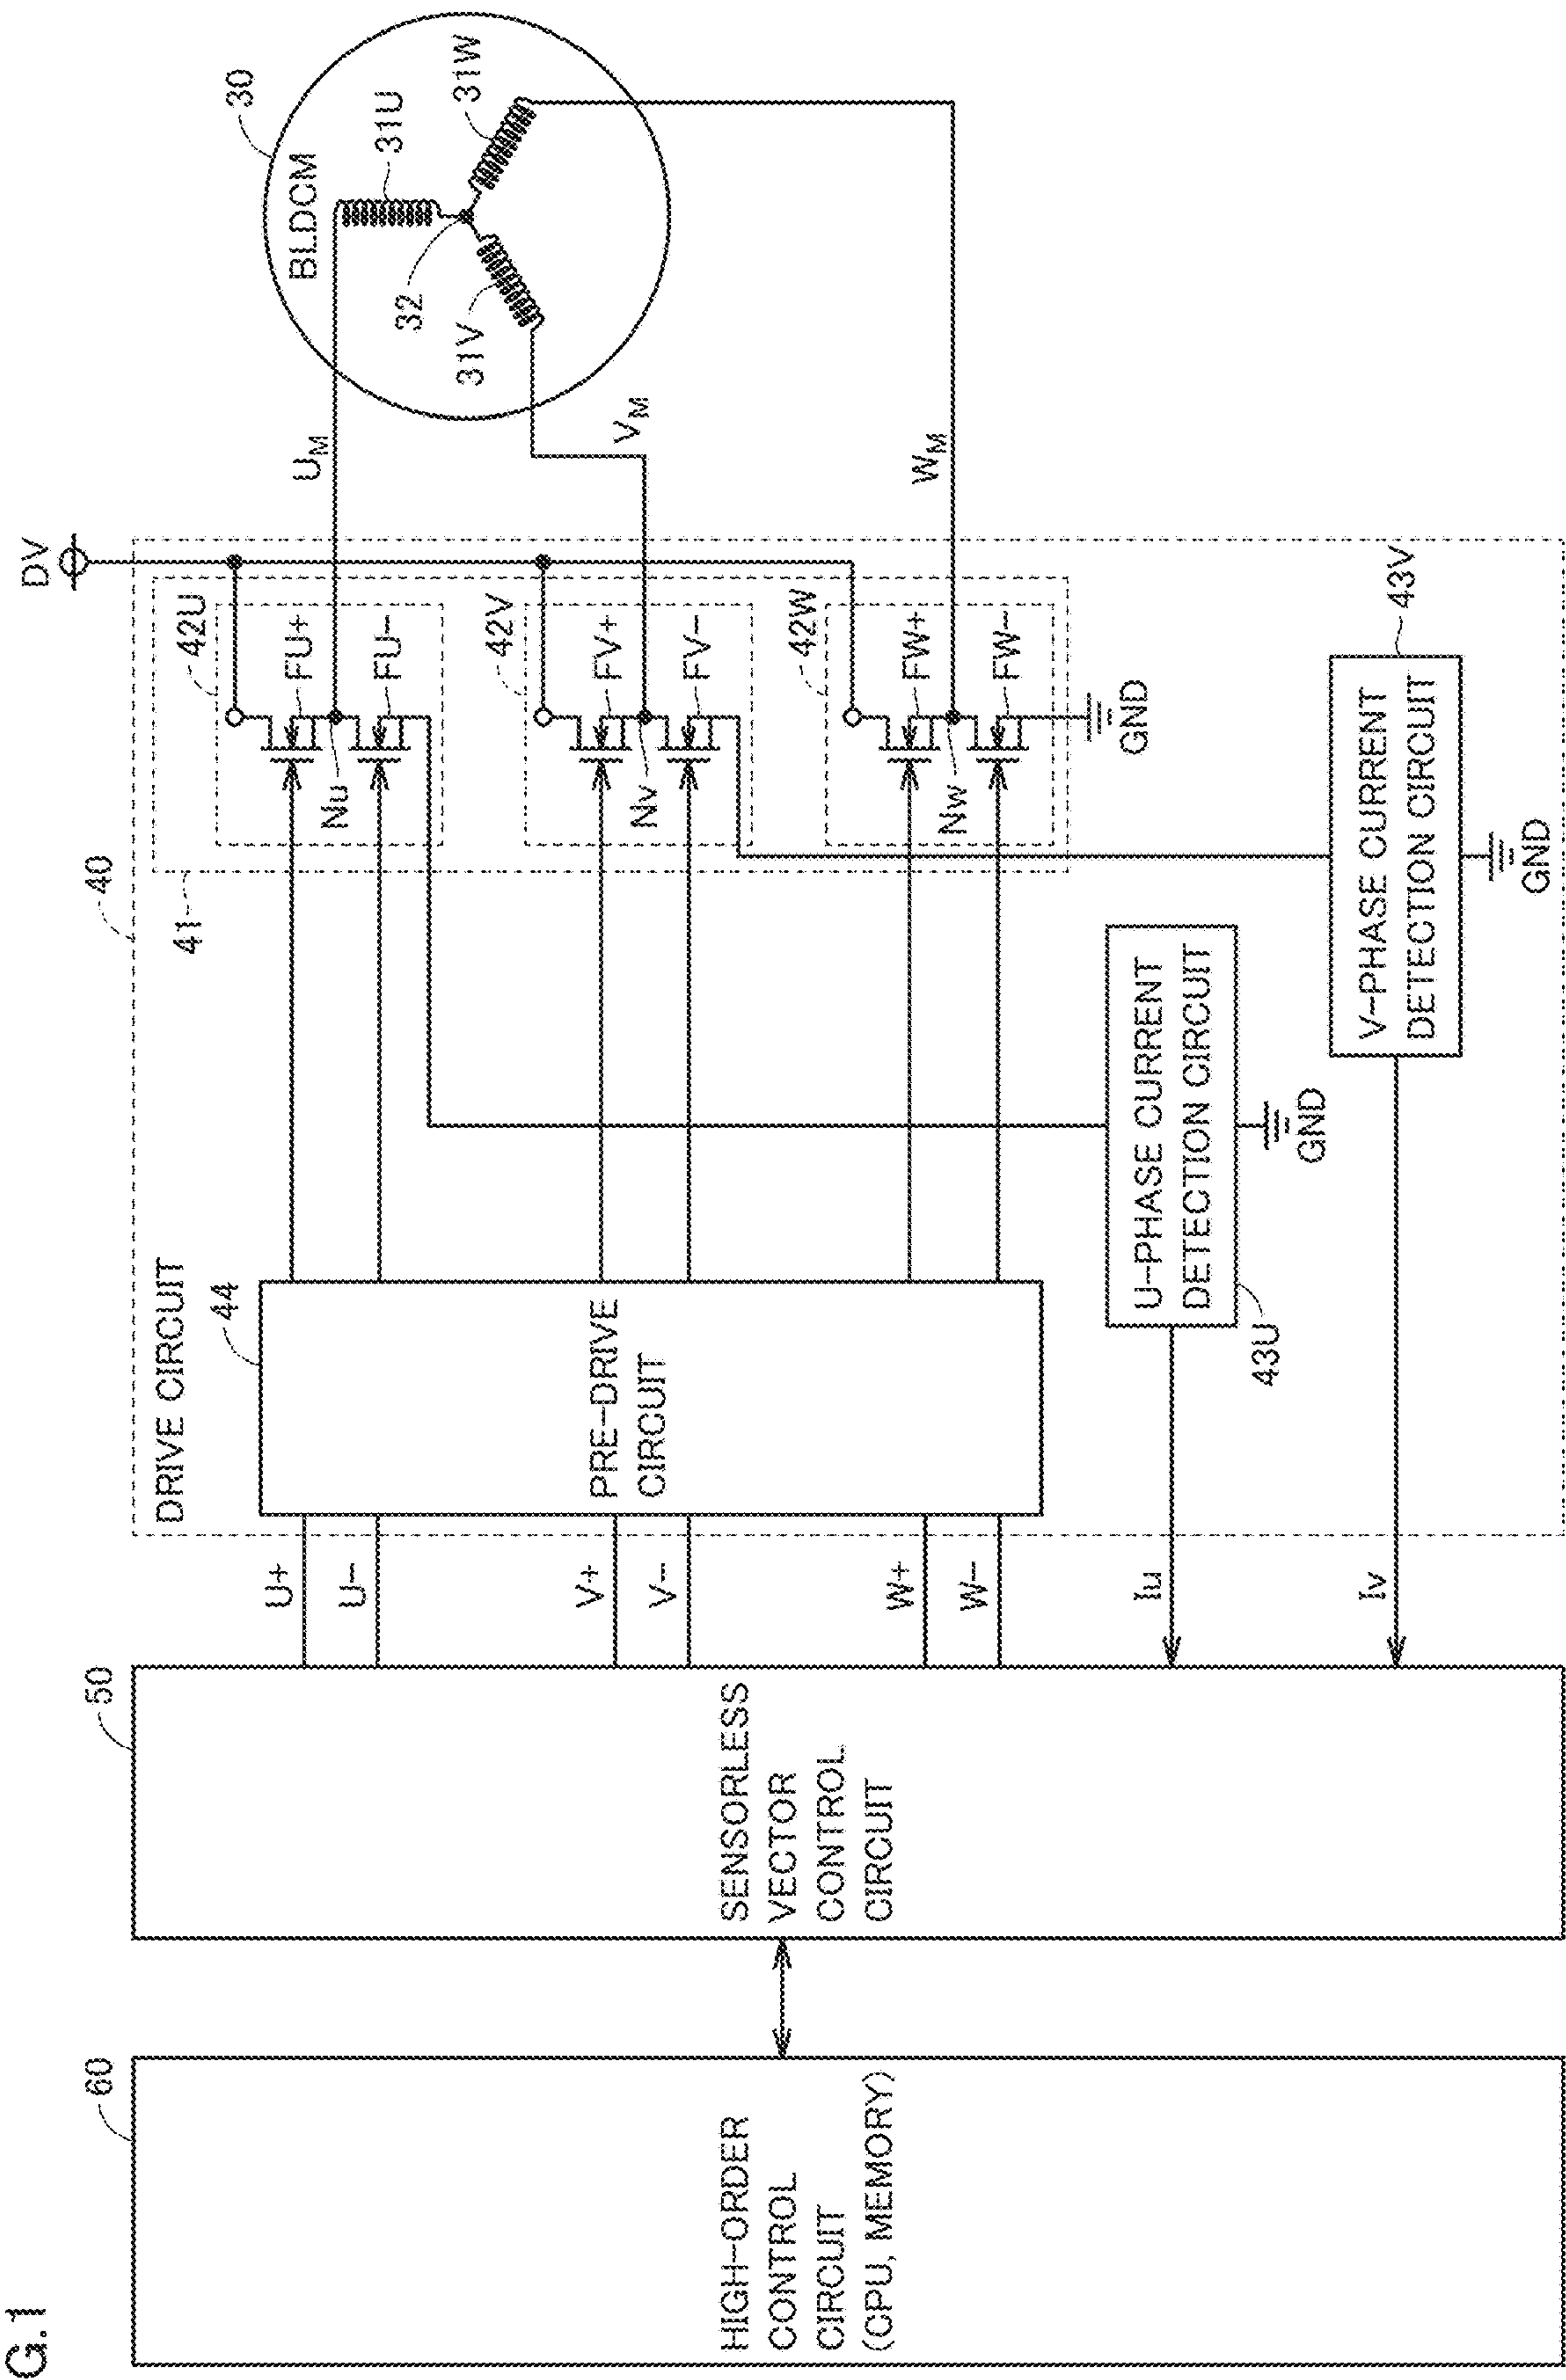 G.1
60
HIGH-ORDER
CONTROL
CIRCUIT
(CPU, MEMORY)
50
SENSORLESS
VECTOR
CONTROL
CIRCUIT
U+
U-
V+
V-
W+
W-
Iu
Iv
40
DRIVE CIRCUIT
44
PRE-DRIVE
CIRCUIT
41
42U
FU+
FU-
Nu
42V
FV+
FV-
Nv
42W
FW+
FW-
Nw
GND
U-PHASE CURRENT
DETECTION CIRCUIT
43U
GND
V-PHASE CURRENT
DETECTION CIRCUIT
43V
GND
DV
UM
VM
WM
30
BLDCM
31U
31V
31W
32